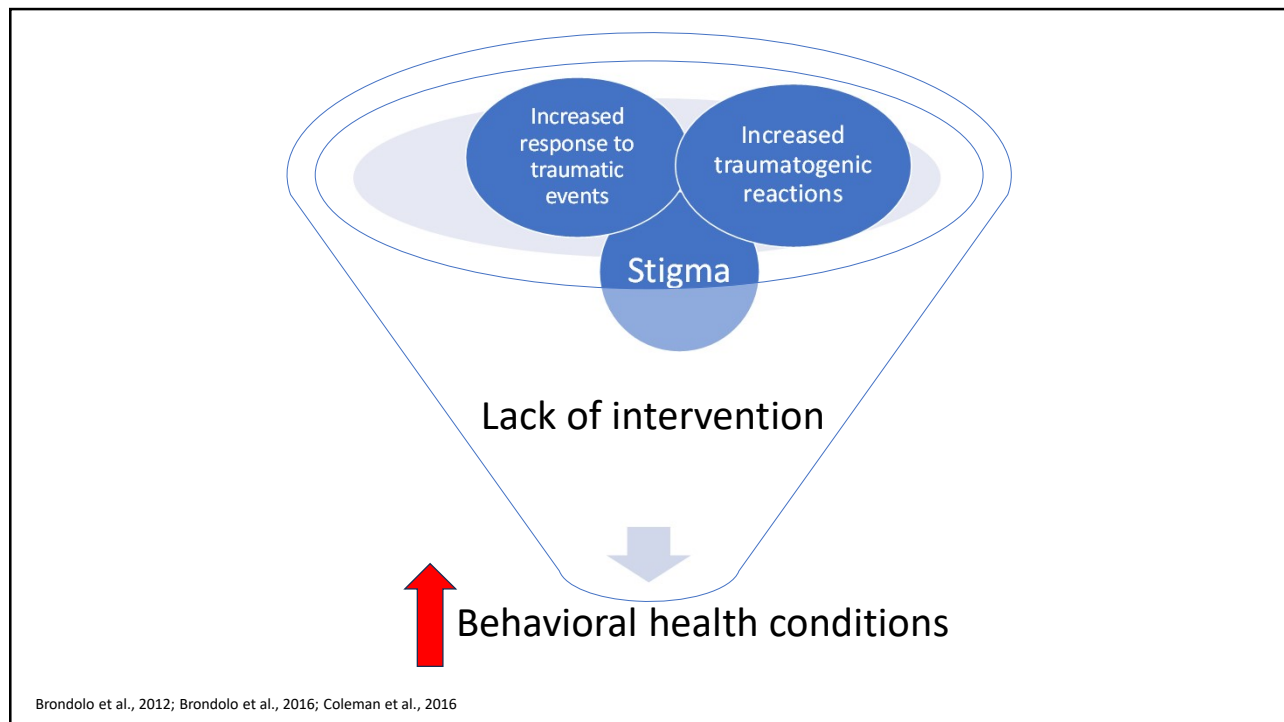 Increased
response to
traumatic
events
Increased
traumatogenic
reactions
Stigma
Lack of intervention
Behavioral health conditions
Brondolo et al., 2012; Brondolo et al., 2016; Coleman et al., 2016